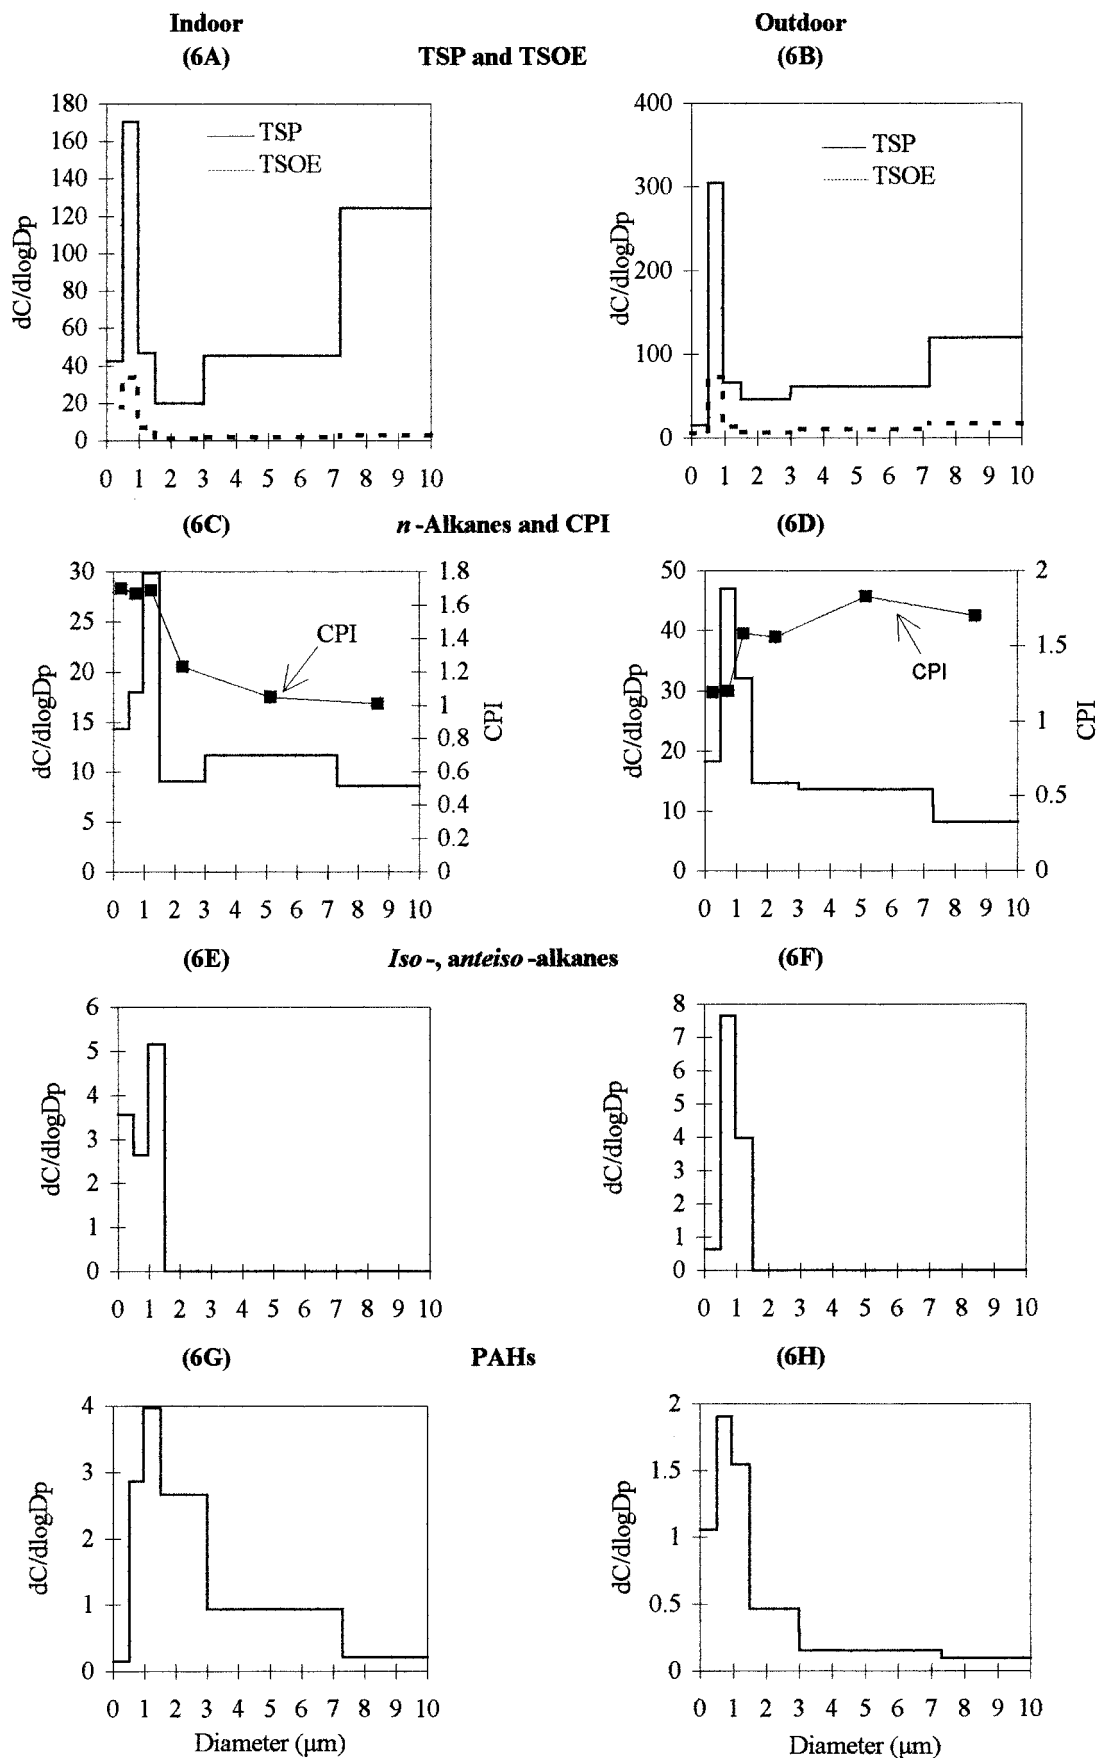 Indoor Outdoor
(6A) TSP and TSOE (6B)
180
160
140
120
100
80
60
40
20
0
dC/dlogDp
TSP
TSOE
0 1 2 3 4 5 6 7 8 9 10
400
300
200
100
0
dC/dlogDp
TSP
TSOE
0 1 2 3 4 5 6 7 8 9 10
(6C) n-Alkanes and CPI (6D)
30
25
20
15
10
5
0
dC/dlogDp
CPI
1.8
1.6
1.4
1.2
1
0.8
0.6
0.4
0.2
0
CPI
0 1 2 3 4 5 6 7 8 9 10
50
40
30
20
10
0
dC/dlogDp
CPI
2
1.5
1
0.5
0
CPI
0 1 2 3 4 5 6 7 8 9 10
(6E) Iso-, anteiso-alkanes (6F)
6
5
4
3
2
1
0
dC/dlogDp
0 1 2 3 4 5 6 7 8 9 10
8
7
6
5
4
3
2
1
0
dC/dlogDp
0 1 2 3 4 5 6 7 8 9 10
(6G) PAHs (6H)
4
3
2
1
0
dC/dlogDp
0 1 2 3 4 5 6 7 8 9 10
Diameter (μm)
2
1.5
1
0.5
0
dC/dlogDp
0 1 2 3 4 5 6 7 8 9 10
Diameter (μm)